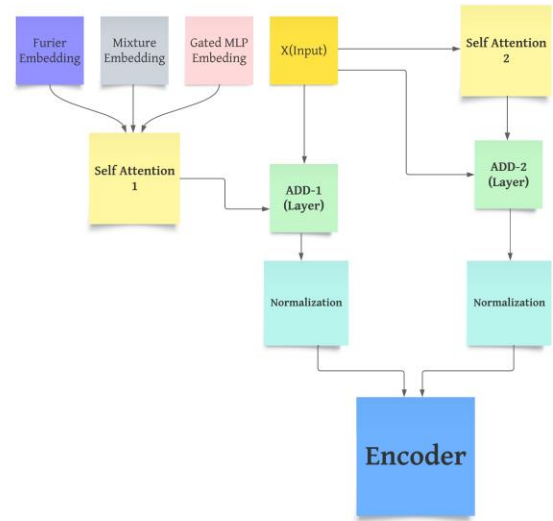 Furier
Embedding
Mixture
Embedding
Gated MLP
Embeding
X(Input)
Self Attention
2
Self Attention
1
ADD-1
(Layer)
ADD-2
(Layer)
Normalization
Normalization
Encoder